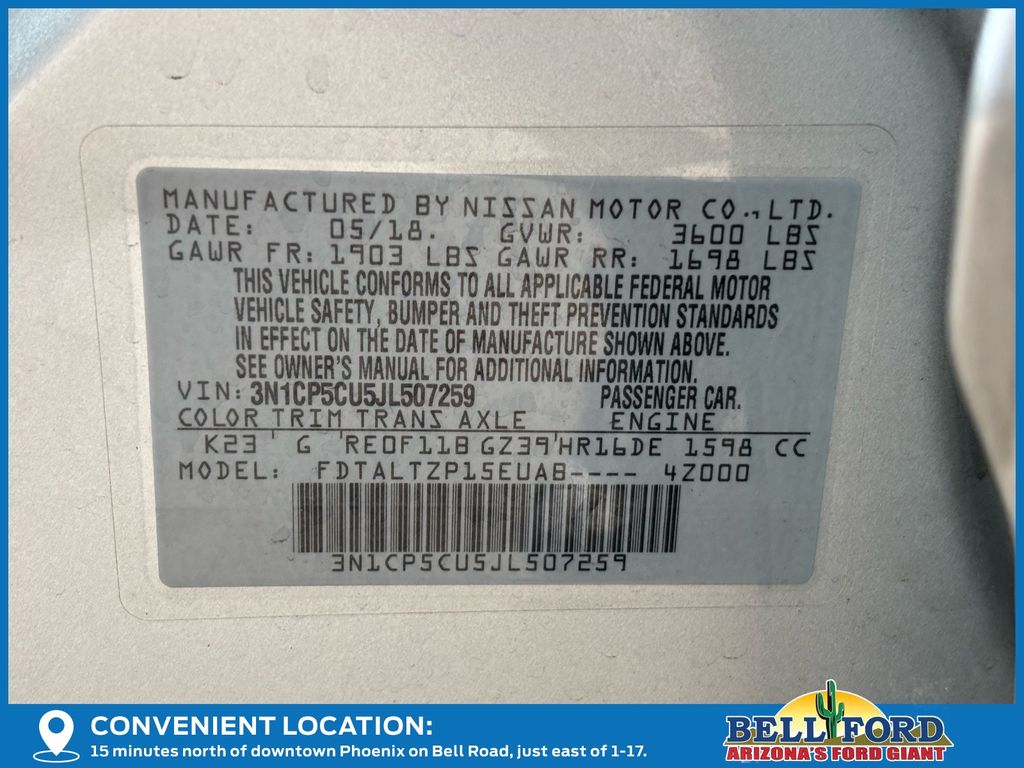 MANUFACTURED BY NISSAN MOTOR CO., LTD.
DATE: 05/18. GVWR: 3600 LBS
GAWR FR: 1903 LBS GAWR RR: 1698 LBS
THIS VEHICLE CONFORMS TO ALL APPLICABLE FEDERAL MOTOR
VEHICLE SAFETY, BUMPER AND THEFT PREVENTION STANDARDS
IN EFFECT ON THE DATE OF MANUFACTURE SHOWN ABOVE.
SEE OWNER'S MANUAL FOR ADDITIONAL INFORMATION.
VIN: 3N1CP5CU5JL507259 PASSENGER CAR.
COLOR TRIM TRANS AXLE ENGINE
K23 G RE0F11B GZ39 HR16DE 1598 CC
MODEL: FDTALTZP15EUAB---- 4Z000
3N1CP5CU5JL507259
CONVENIENT LOCATION:
15 minutes north of downtown Phoenix on Bell Road, just east of 1-17.
BELL FORD
ARIZONA'S FORD GIANT